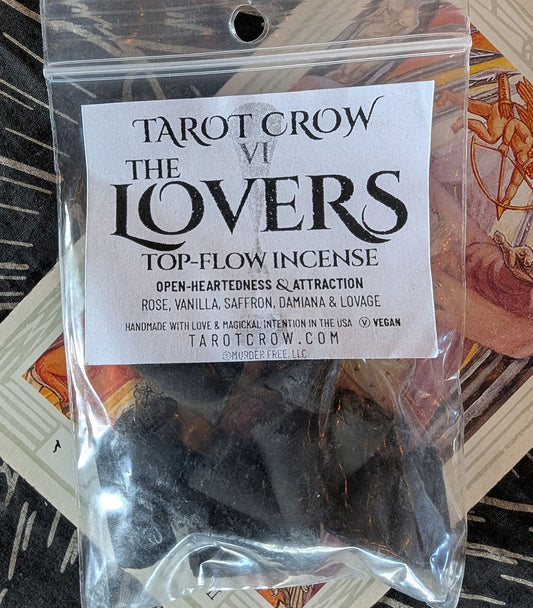 TAROT CROW
VI
THE
LOVERS
TOP-FLOW INCENSE
OPEN-HEARTEDNESS & ATTRACTION
ROSE, VANILLA, SAFFRON, DAMIANA & LOVAGE
HANDMADE WITH LOVE & MAGICKAL INTENTION IN THE USA Ⓥ VEGAN
TAROTCROW.COM
©MURDER FREE, LLC